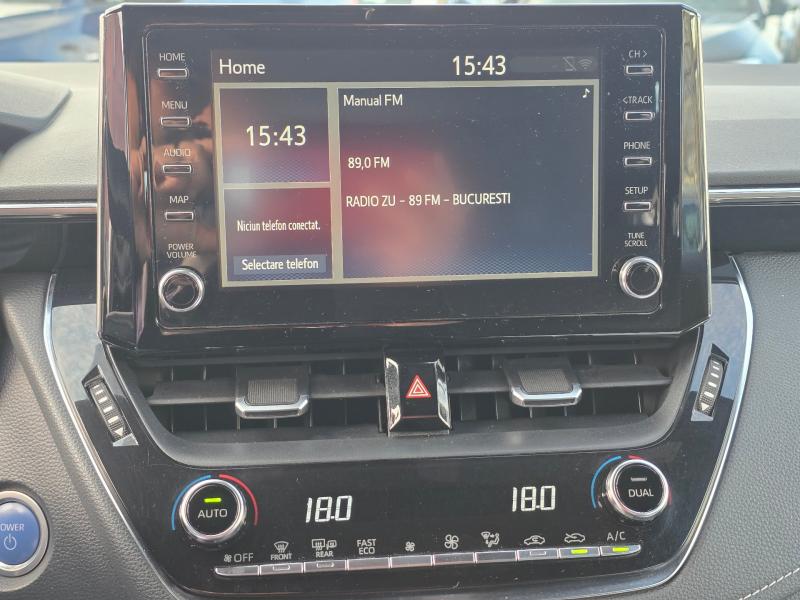 HOME
MENU
AUDIO
MAP
POWER
VOLUME
Home 15:43
15:43
Niciun telefon conectat.
Selectare telefon
Manual FM
89,0 FM
RADIO ZU - 89 FM - BUCURESTI
CH >
<TRACK
PHONE
SETUP
TUNE
SCROLL
POWER
AUTO
18.0
18.0
DUAL
OFF
FRONT
REAR
FAST
ECO
A/C